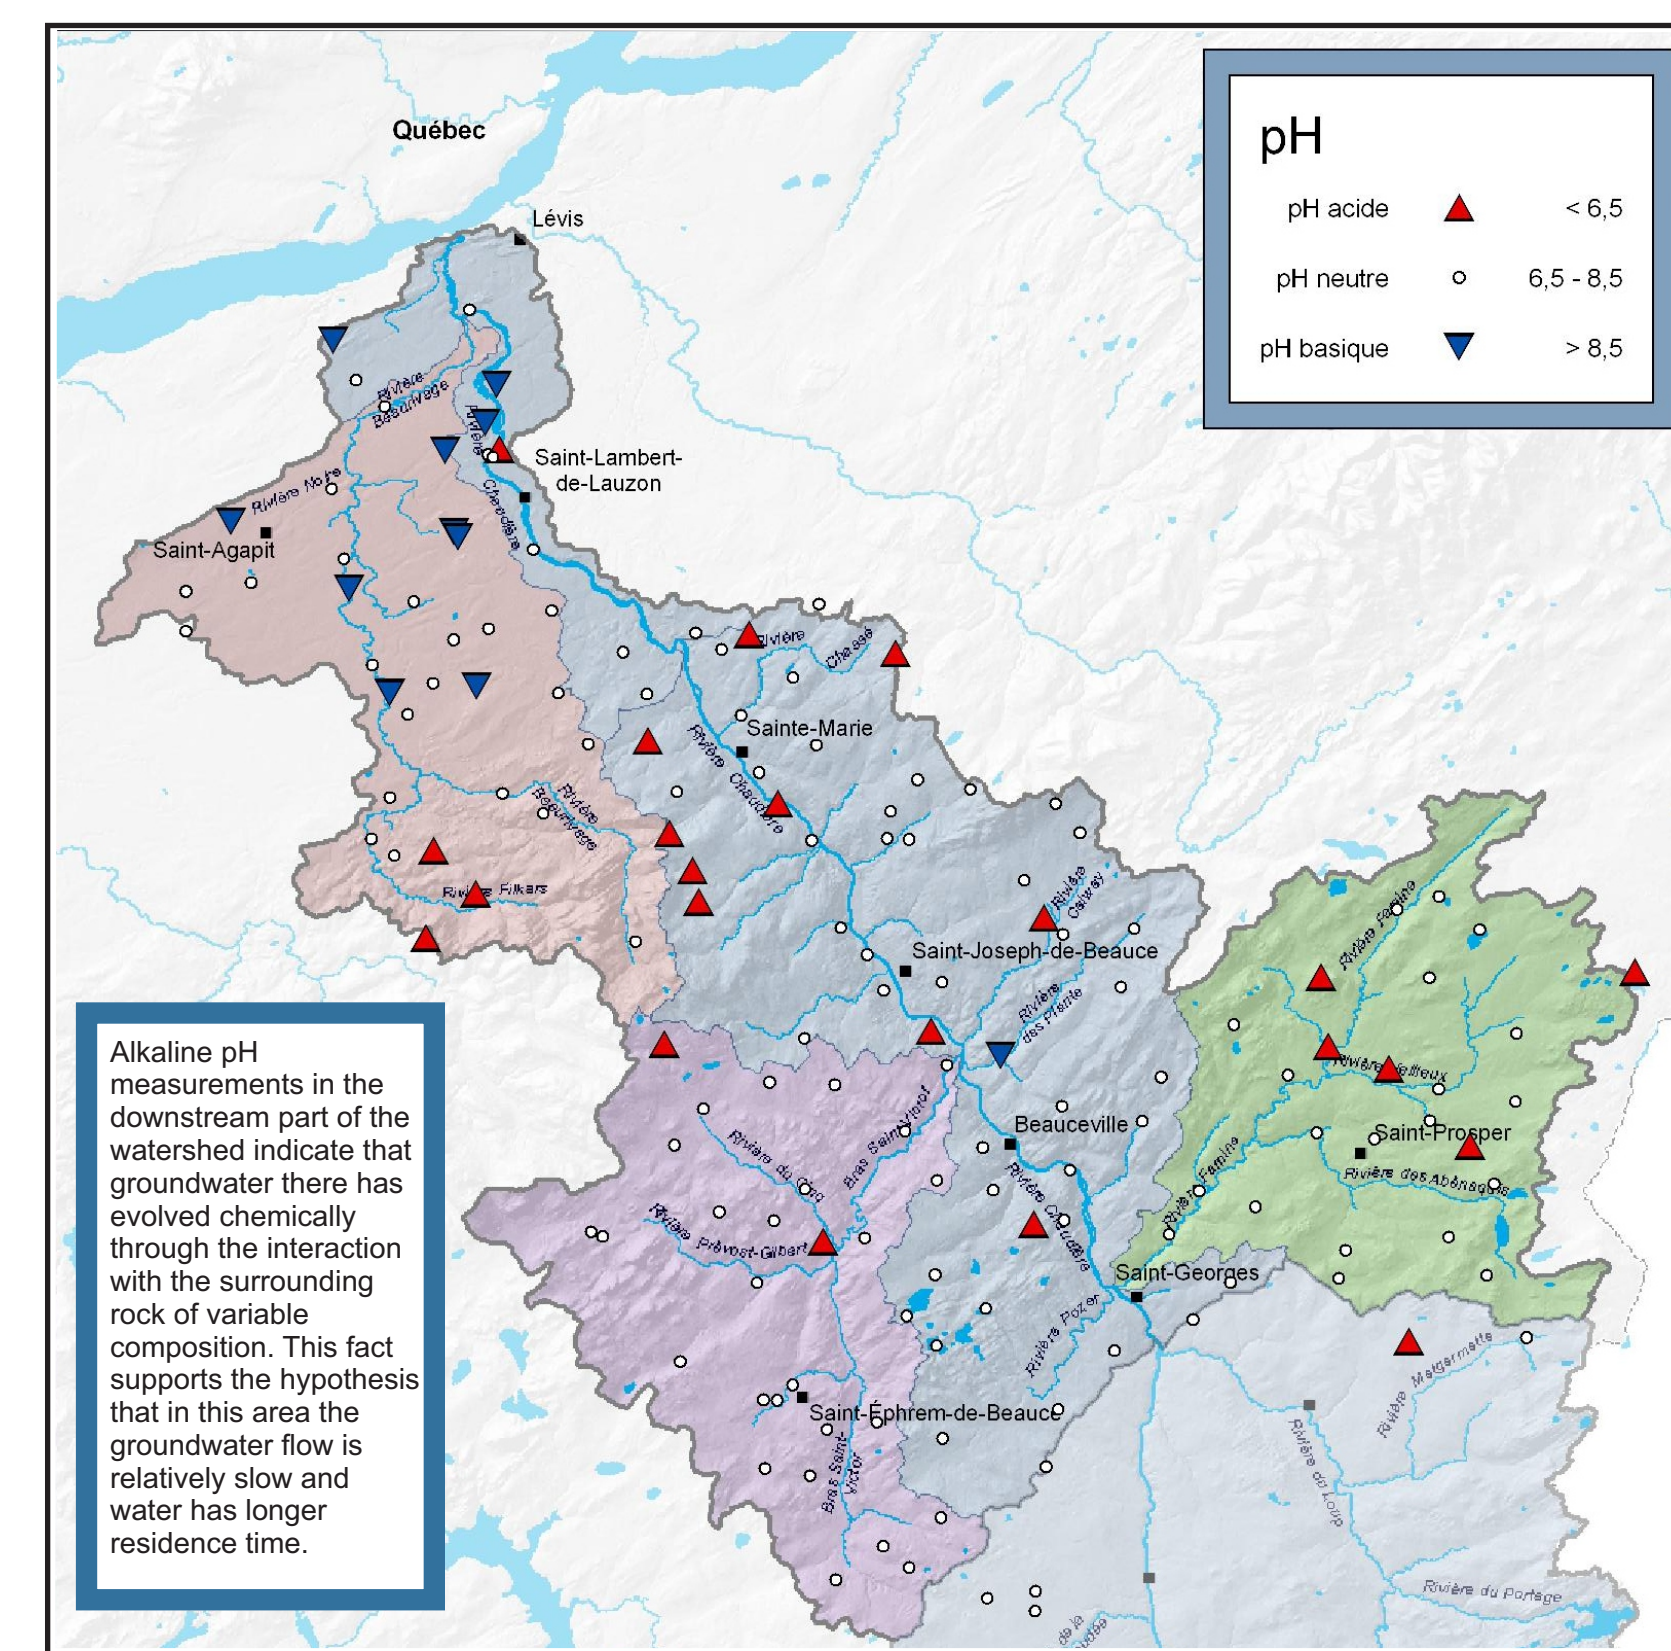 Québec
Lévis
pH
pH acide < 6,5
pH neutre 6,5 - 8,5
pH basique > 8,5
Rivière
Beaurivage
Rivière
Chaudière
Saint-Lambert-
de-Lauzon
Rivière Noire
Saint-Agapit
Rivière
Chassé
Sainte-Marie
Rivière Chaudière
Rivière
Beaurivage
Rivière Filkars
Rivière
Calway
Saint-Joseph-de-Beauce
Rivière
des Plante
Rivière Famine
Alkaline pH
measurements in the
downstream part of the
watershed indicate that
groundwater there has
evolved chemically
through the interaction
with the surrounding
rock of variable
composition. This fact
supports the hypothesis
that in this area the
groundwater flow is
relatively slow and
water has longer
residence time.
Rivière
Beauceville
Bras Saint-Victor
Rivière du Cinq
Rivière Prévost-Gilbert
Rivière Chaudière
Rivière Famine
Saint-Prosper
Rivière des Abénaquis
Saint-Georges
Rivière Pozer
Rivière Metgermette
Saint-Éphrem-de-Beauce
Bras Saint-
Victor
Rivière du Loup
Rivière du Portage
de la